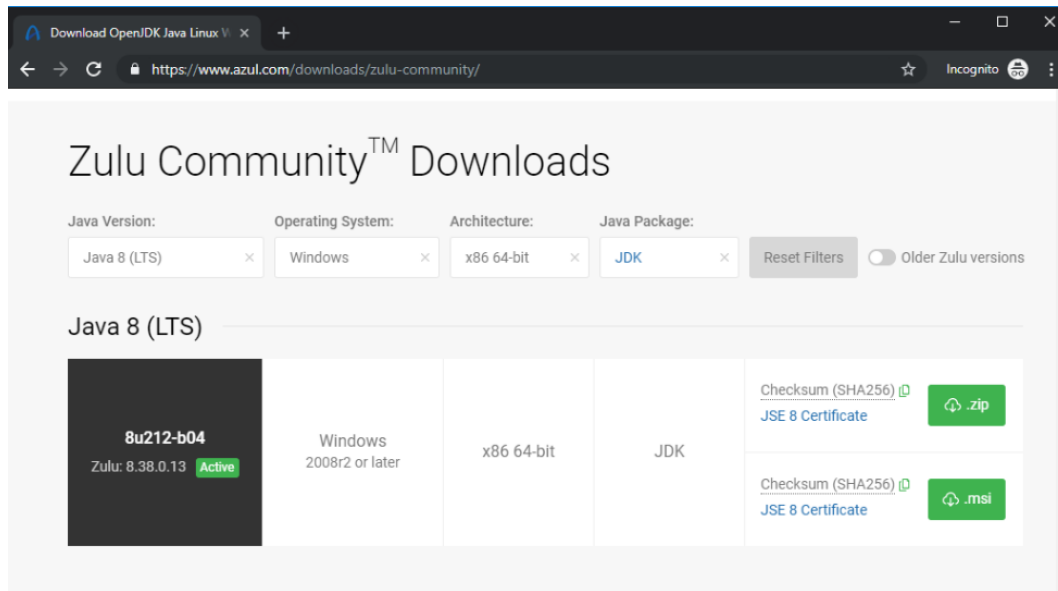 Download OpenJDK Java Linux W
https://www.azul.com/downloads/zulu-community/
Incognito
Zulu Community™ Downloads
Java Version: Operating System: Architecture: Java Package:
Java 8 (LTS) Windows x86 64-bit JDK Reset Filters Older Zulu versions
Java 8 (LTS)
8u212-b04
Zulu: 8.38.0.13 Active
Windows
2008r2 or later
x86 64-bit
JDK
Checksum (SHA256)
JSE 8 Certificate
.zip
Checksum (SHA256)
JSE 8 Certificate
.msi